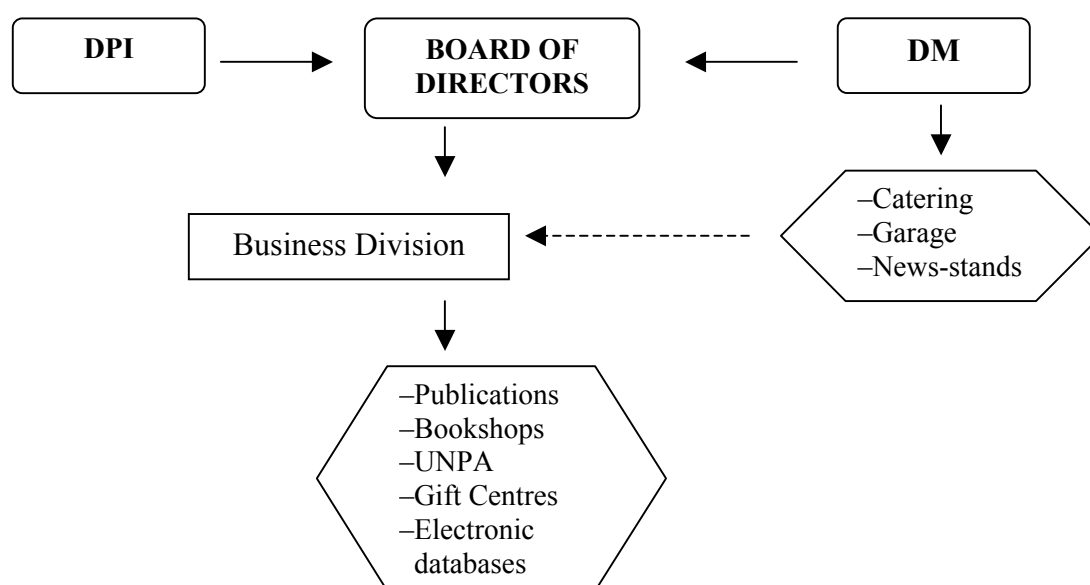 DPI
BOARD OF
DIRECTORS
DM
–Catering
–Garage
–News-stands
Business Division
–Publications
–Bookshops
–UNPA
–Gift Centres
–Electronic
databases